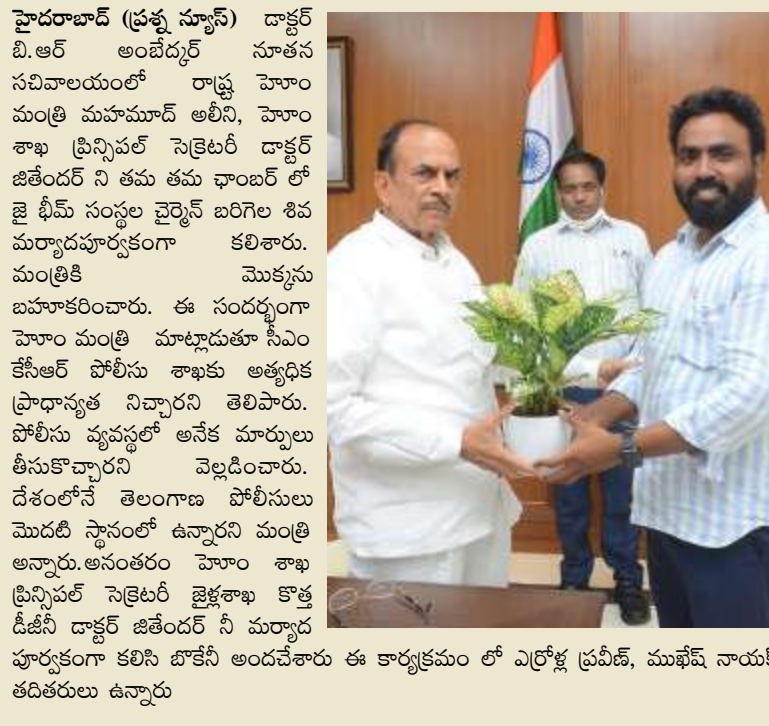 హైదరాబాద్ (ప్రశ్న న్యూస్) డాక్టర్
బి.ఆర్ అంబేద్కర్ నూతన
సచివాలయంలో రాష్ట్ర హెూం
మంత్రి మహమూద్ అలీని, హెూం
శాఖ ప్రిన్సిపల్ సెక్రెటరీ డాక్టర్
జితేందర్ ని తమ తమ ఛాంబర్ లో
జై భీమ్ సంస్థల చైర్మెన్ బరిగెల శివ
మర్యాదపూర్వకంగా కలిశారు.
మంత్రికి మొక్కను
బహూకరించారు. ఈ సందర్భంగా
హెూం మంత్రి మాట్లాడుతూ సీఎం
కేసీఆర్ పోలీసు శాఖకు అత్యధిక
ప్రాధాన్యత నిచ్చారని తెలిపారు.
పోలీసు వ్యవస్థలో అనేక మార్పులు
తీసుకొచ్చారని వెల్లడించారు.
దేశంలోనే తెలంగాణ పోలీసులు
మొదటి స్థానంలో ఉన్నారని మంత్రి
అన్నారు.అనంతరం హెూం శాఖ
ప్రిన్సిపల్ సెక్రెటరీ జైళ్లశాఖ కొత్త
డీజీనీ డాక్టర్ జితేందర్ నీ మర్యాద
పూర్వకంగా కలిసి బొకేనీ అందచేశారు ఈ కార్యక్రమం లో ఎర్రోళ్ల ప్రవీణ్, ముఖేష్ నాయక్
తదితరులు ఉన్నారు